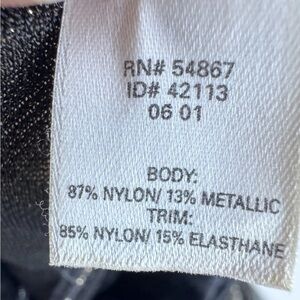 RN# 54867
ID# 42113
06 01
BODY:
87% NYLON/ 13% METALLIC
TRIM:
85% NYLON/ 15% ELASTHANE